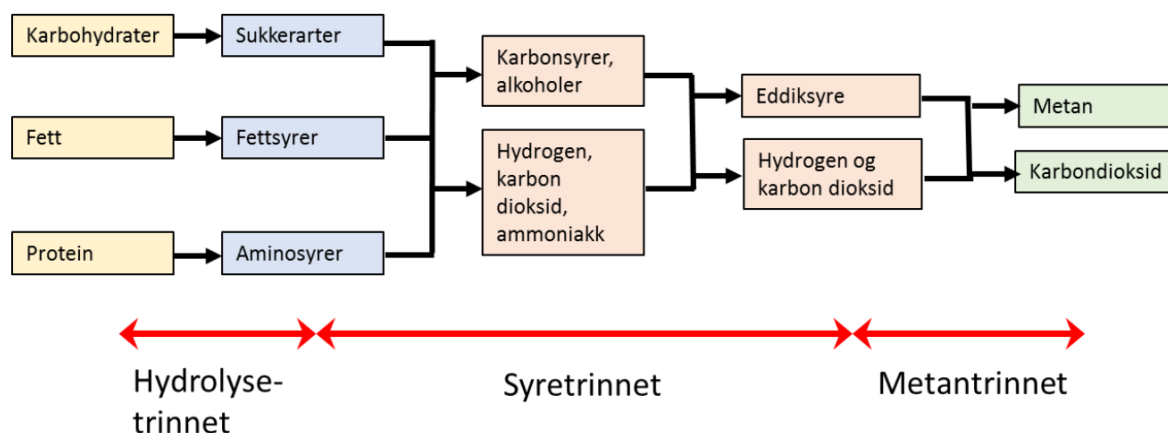 Karbohydrater
Sukkerarter
Karbonsyrer,
alkoholer
Eddiksyre
Metan
Fett
Fettsyrer
Hydrogen,
karbon
dioksid,
ammoniakk
Hydrogen og
karbon dioksid
Karbondioksid
Protein
Aminosyrer
Hydrolyse-
trinnet
Syretrinnet
Metantrinnet